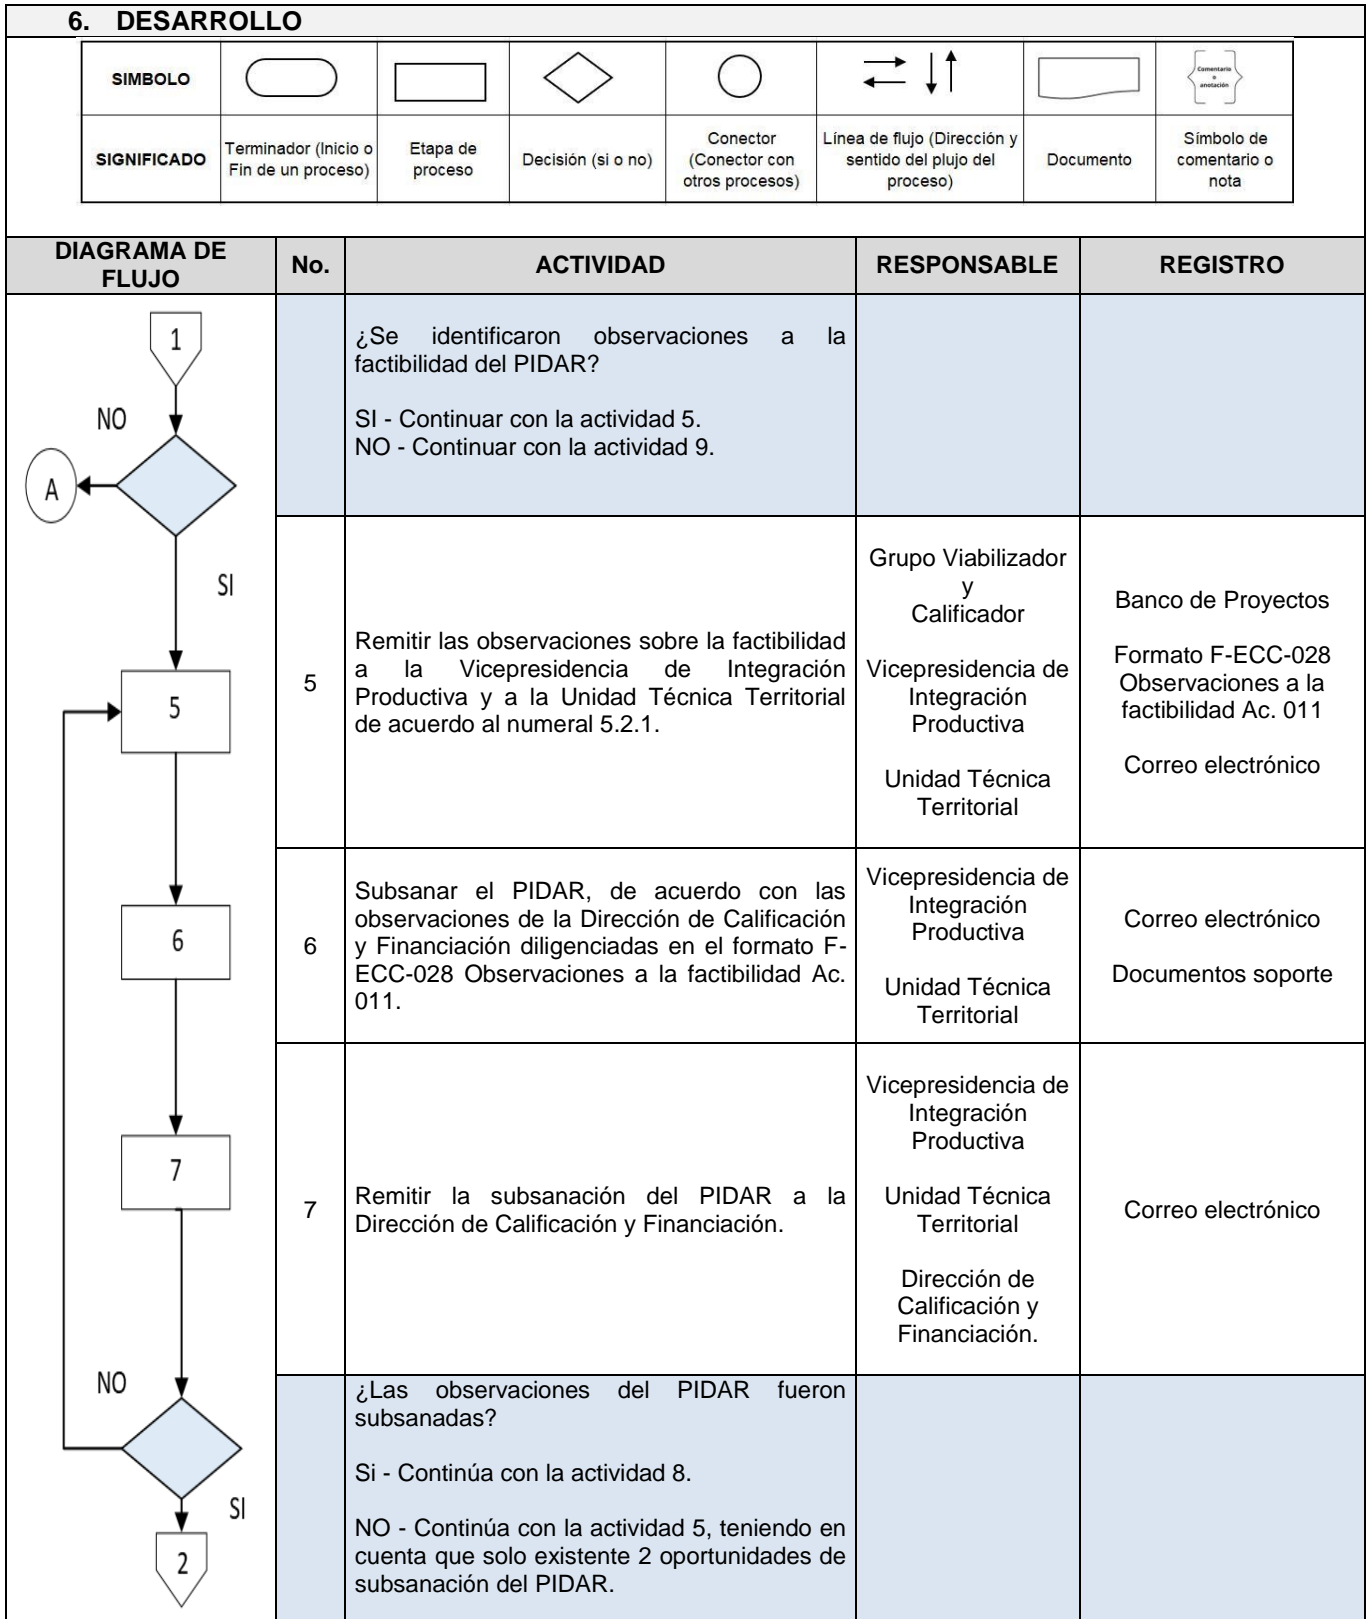 6. DESARROLLO
SIMBOLO
Comentario
o
anotación
SIGNIFICADO
Terminador (Inicio o
Fin de un proceso)
Etapa de
proceso
Decisión (si o no)
Conector
(Conector con
otros procesos)
Línea de flujo (Dirección y
sentido del plujo del
proceso)
Documento
Símbolo de
comentario o
nota
DIAGRAMA DE
FLUJO
No.
ACTIVIDAD
RESPONSABLE
REGISTRO
1
NO
A
SI
¿Se identificaron observaciones a la
factibilidad del PIDAR?
SI - Continuar con la actividad 5.
NO - Continuar con la actividad 9.
5
5
Remitir las observaciones sobre la factibilidad
a la Vicepresidencia de Integración
Productiva y a la Unidad Técnica Territorial
de acuerdo al numeral 5.2.1.
Grupo Viabilizador
y
Calificador
Vicepresidencia de
Integración
Productiva
Unidad Técnica
Territorial
Banco de Proyectos
Formato F-ECC-028
Observaciones a la
factibilidad Ac. 011
Correo electrónico
6
6
Subsanar el PIDAR, de acuerdo con las
observaciones de la Dirección de Calificación
y Financiación diligenciadas en el formato F-
ECC-028 Observaciones a la factibilidad Ac.
011.
Vicepresidencia de
Integración
Productiva
Unidad Técnica
Territorial
Correo electrónico
Documentos soporte
7
7
Remitir la subsanación del PIDAR a la
Dirección de Calificación y Financiación.
Vicepresidencia de
Integración
Productiva
Unidad Técnica
Territorial
Dirección de
Calificación y
Financiación.
Correo electrónico
NO
SI
2
¿Las observaciones del PIDAR fueron
subsanadas?
Si - Continúa con la actividad 8.
NO - Continúa con la actividad 5, teniendo en
cuenta que solo existente 2 oportunidades de
subsanación del PIDAR.